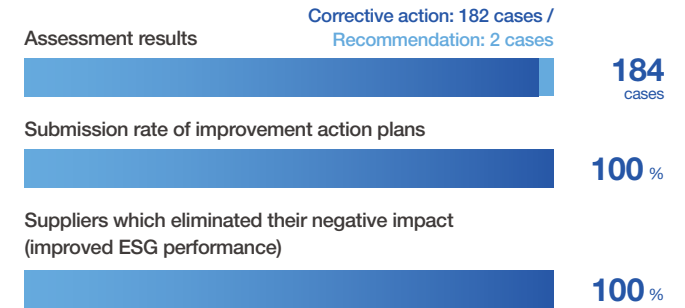 Corrective action: 182 cases /
Assessment results
Recommendation: 2 cases
184
cases
Submission rate of improvement action plans
100 %
Suppliers which eliminated their negative impact
(improved ESG performance)
100 %